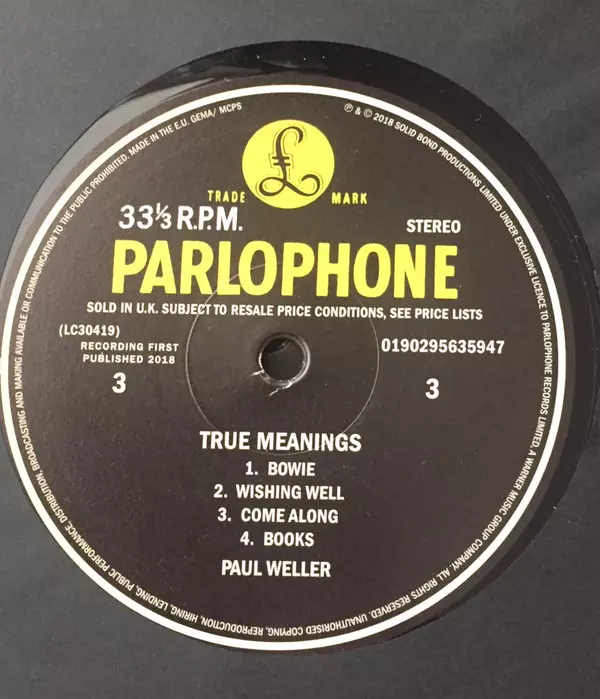 MADE IN THE E.U. GEMA/ MCPS
℗ & © 2018 SOLID BOND PRODUCTIONS LIMITED UNDER EXCLUSIVE LICENCE TO PARLOPHONE RECORDS LIMITED, A WARNER MUSIC GROUP COMPANY. ALL RIGHTS RESERVED. UNAUTHORISED COPYING, REPRODUCTION, HIRING, LENDING, PUBLIC PERFORMANCE, DISTRIBUTION, BROADCASTING AND MAKING AVAILABLE OR COMMUNICATION TO THE PUBLIC PROHIBITED.
£
TRADE MARK
33⅓ R.P.M.
STEREO
PARLOPHONE
SOLD IN U.K. SUBJECT TO RESALE PRICE CONDITIONS, SEE PRICE LISTS
(LC30419)
RECORDING FIRST
PUBLISHED 2018
0190295635947
3
3
TRUE MEANINGS
1. BOWIE
2. WISHING WELL
3. COME ALONG
4. BOOKS
PAUL WELLER